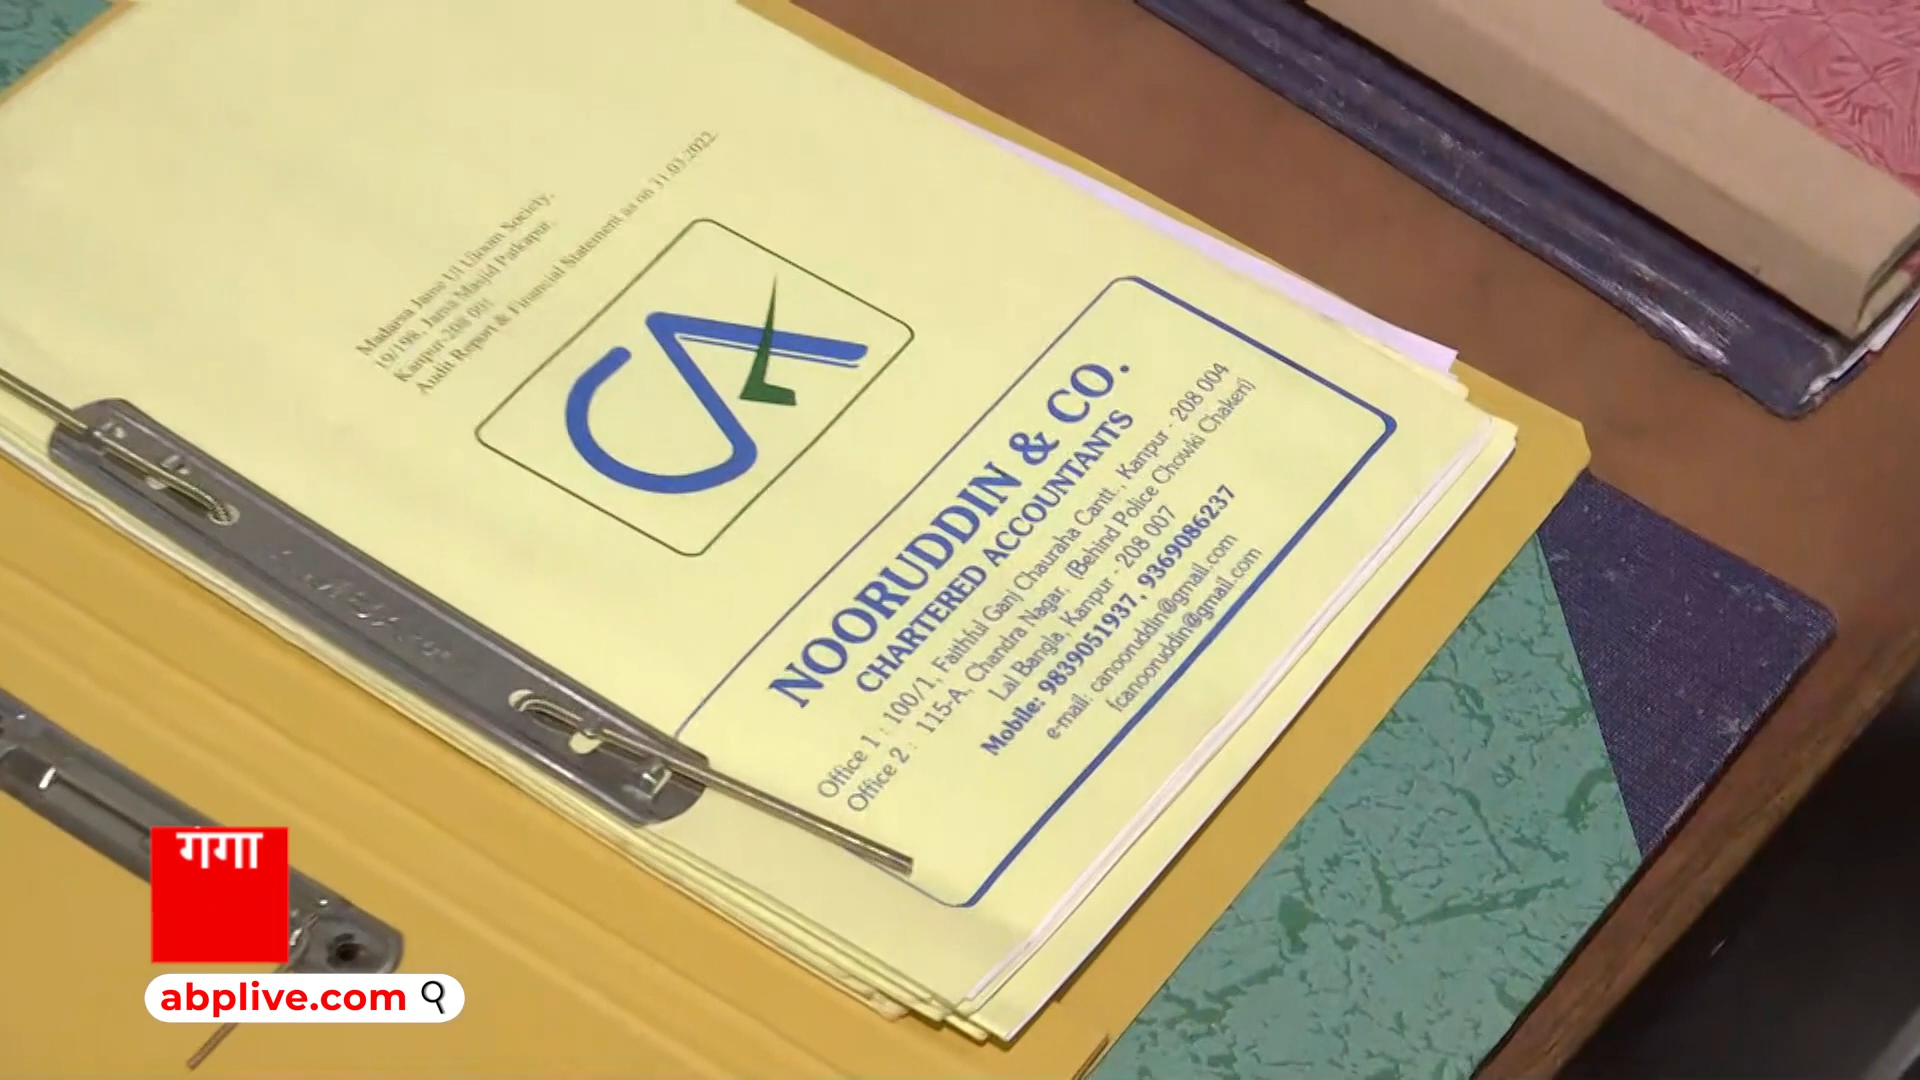 Madarsa Jame Ul Uloom Society,
19/198, Jama Masjid Patkapur,
Kanpur-208 001
Audit Report & Financial Statement as on 31.03.2022
CA
NOORUDDIN & CO.
CHARTERED ACCOUNTANTS
Office 1 : 100/1, Faithful Ganj Chauraha Cantt., Kanpur - 208 004
Office 2 : 115-A, Chandra Nagar, (Behind Police Chowki Chakeri)
Lal Bangla, Kanpur - 208 007
Mobile: 9839051937, 9369086237
e-mail: canooruddin@gmail.com
fcanooruddin@gmail.com
गंगा
abplive.com